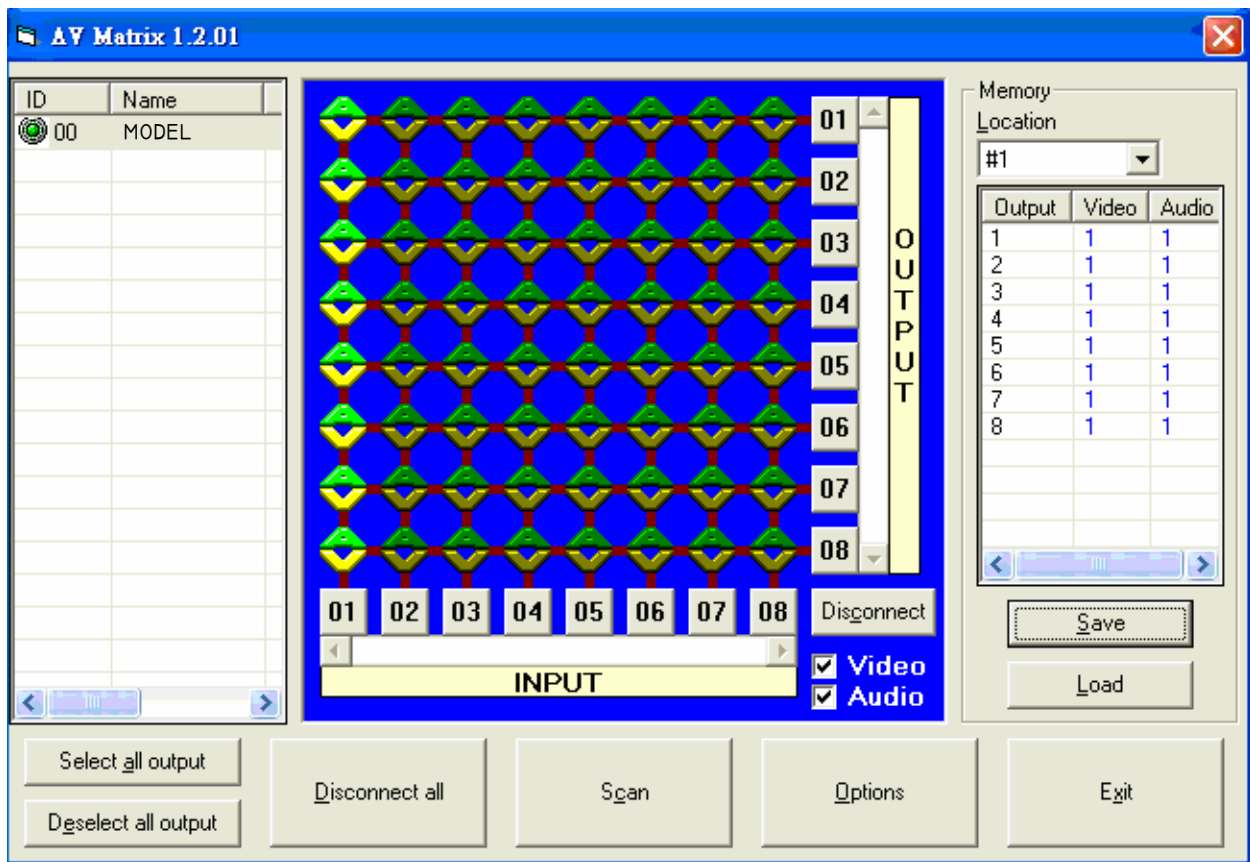 AV Matrix 1.2.01
ID Name
00 MODEL
01
02
03
04
05
06
07
08
OUTPUT
01 02 03 04 05 06 07 08
INPUT
Disconnect
Video
Audio
Memory
Location
#1
Output Video Audio
1 1 1
2 1 1
3 1 1
4 1 1
5 1 1
6 1 1
7 1 1
8 1 1
Save
Load
Select all output
Deselect all output
Disconnect all
Scan
Options
Exit